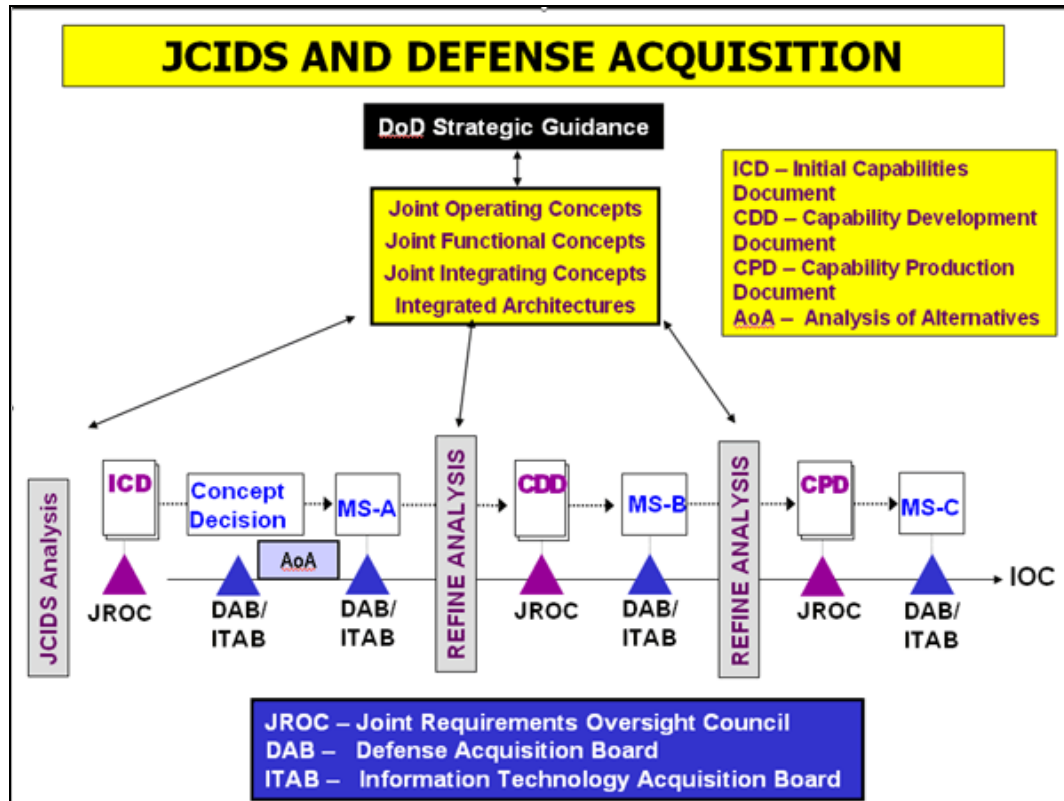 JCIDS AND DEFENSE ACQUISITION
DoD Strategic Guidance
Joint Operating Concepts
Joint Functional Concepts
Joint Integrating Concepts
Integrated Architectures
ICD – Initial Capabilities
Document
CDD – Capability Development
Document
CPD – Capability Production
Document
AoA – Analysis of Alternatives
JCIDS Analysis
ICD
Concept
Decision
MS-A
REFINE ANALYSIS
CDD
MS-B
REFINE ANALYSIS
CPD
MS-C
AoA
IOC
JROC
DAB/
ITAB
DAB/
ITAB
JROC
DAB/
ITAB
JROC
DAB/
ITAB
JROC – Joint Requirements Oversight Council
DAB – Defense Acquisition Board
ITAB – Information Technology Acquisition Board